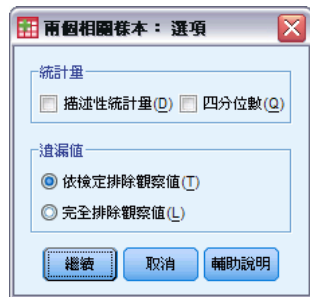 兩個相關樣本： 選項
統計量
描述性統計量(D) 四分位數(Q)
遺漏值
依檢定排除觀察值(T)
完全排除觀察值(L)
繼續 取消 輔助說明